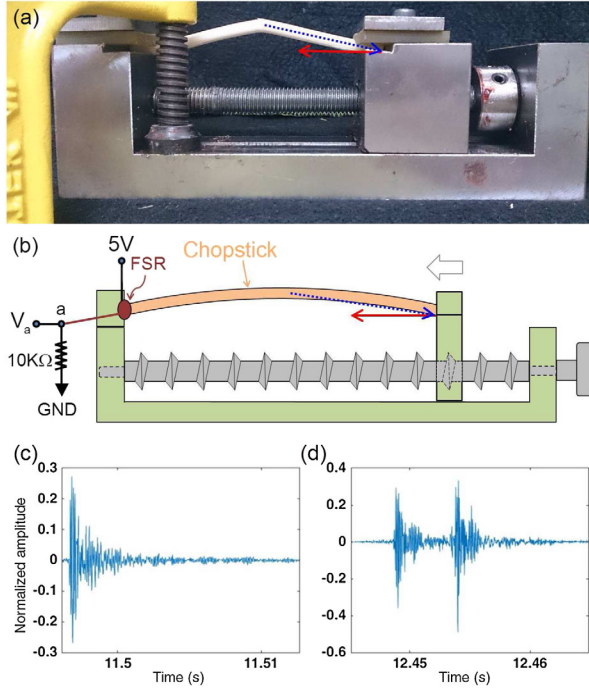 (a)
(b)
5V
FSR
Chopstick
a
Va
10KΩ
GND
(c)
(d)
0.3
0.2
0.1
0
-0.1
-0.2
-0.3
Normalized amplitude
11.5
11.51
Time (s)
0.4
0.2
0
-0.2
-0.4
-0.6
12.45
12.46
Time (s)